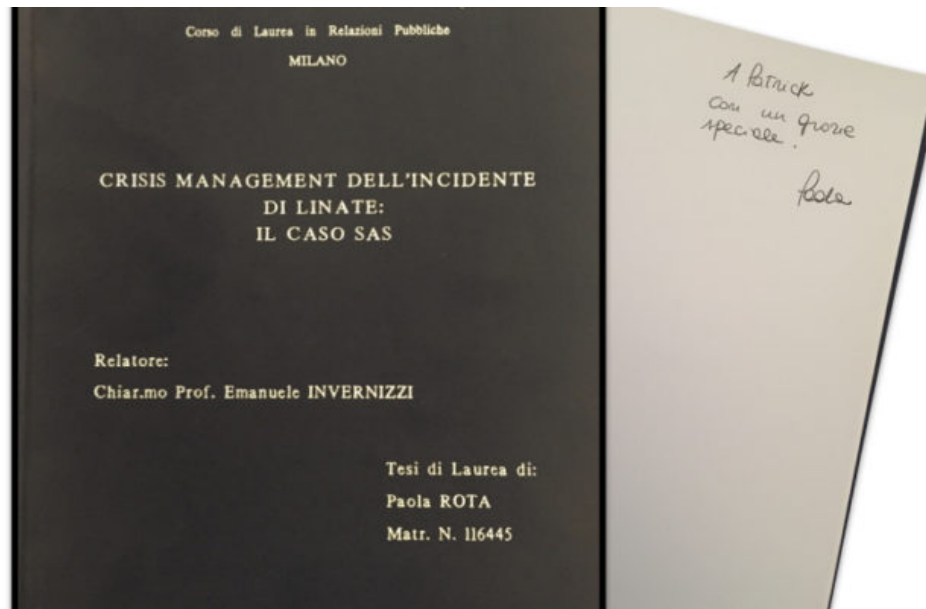 Corso di Laurea in Relazioni Pubbliche
MILANO
CRISIS MANAGEMENT DELL'INCIDENTE
DI LINATE:
IL CASO SAS
Relatore:
Chiar.mo Prof. Emanuele INVERNIZZI
Tesi di Laurea di:
Paola ROTA
Matr. N. 116445
A Patrick
con un grazie
speciale.
Paola